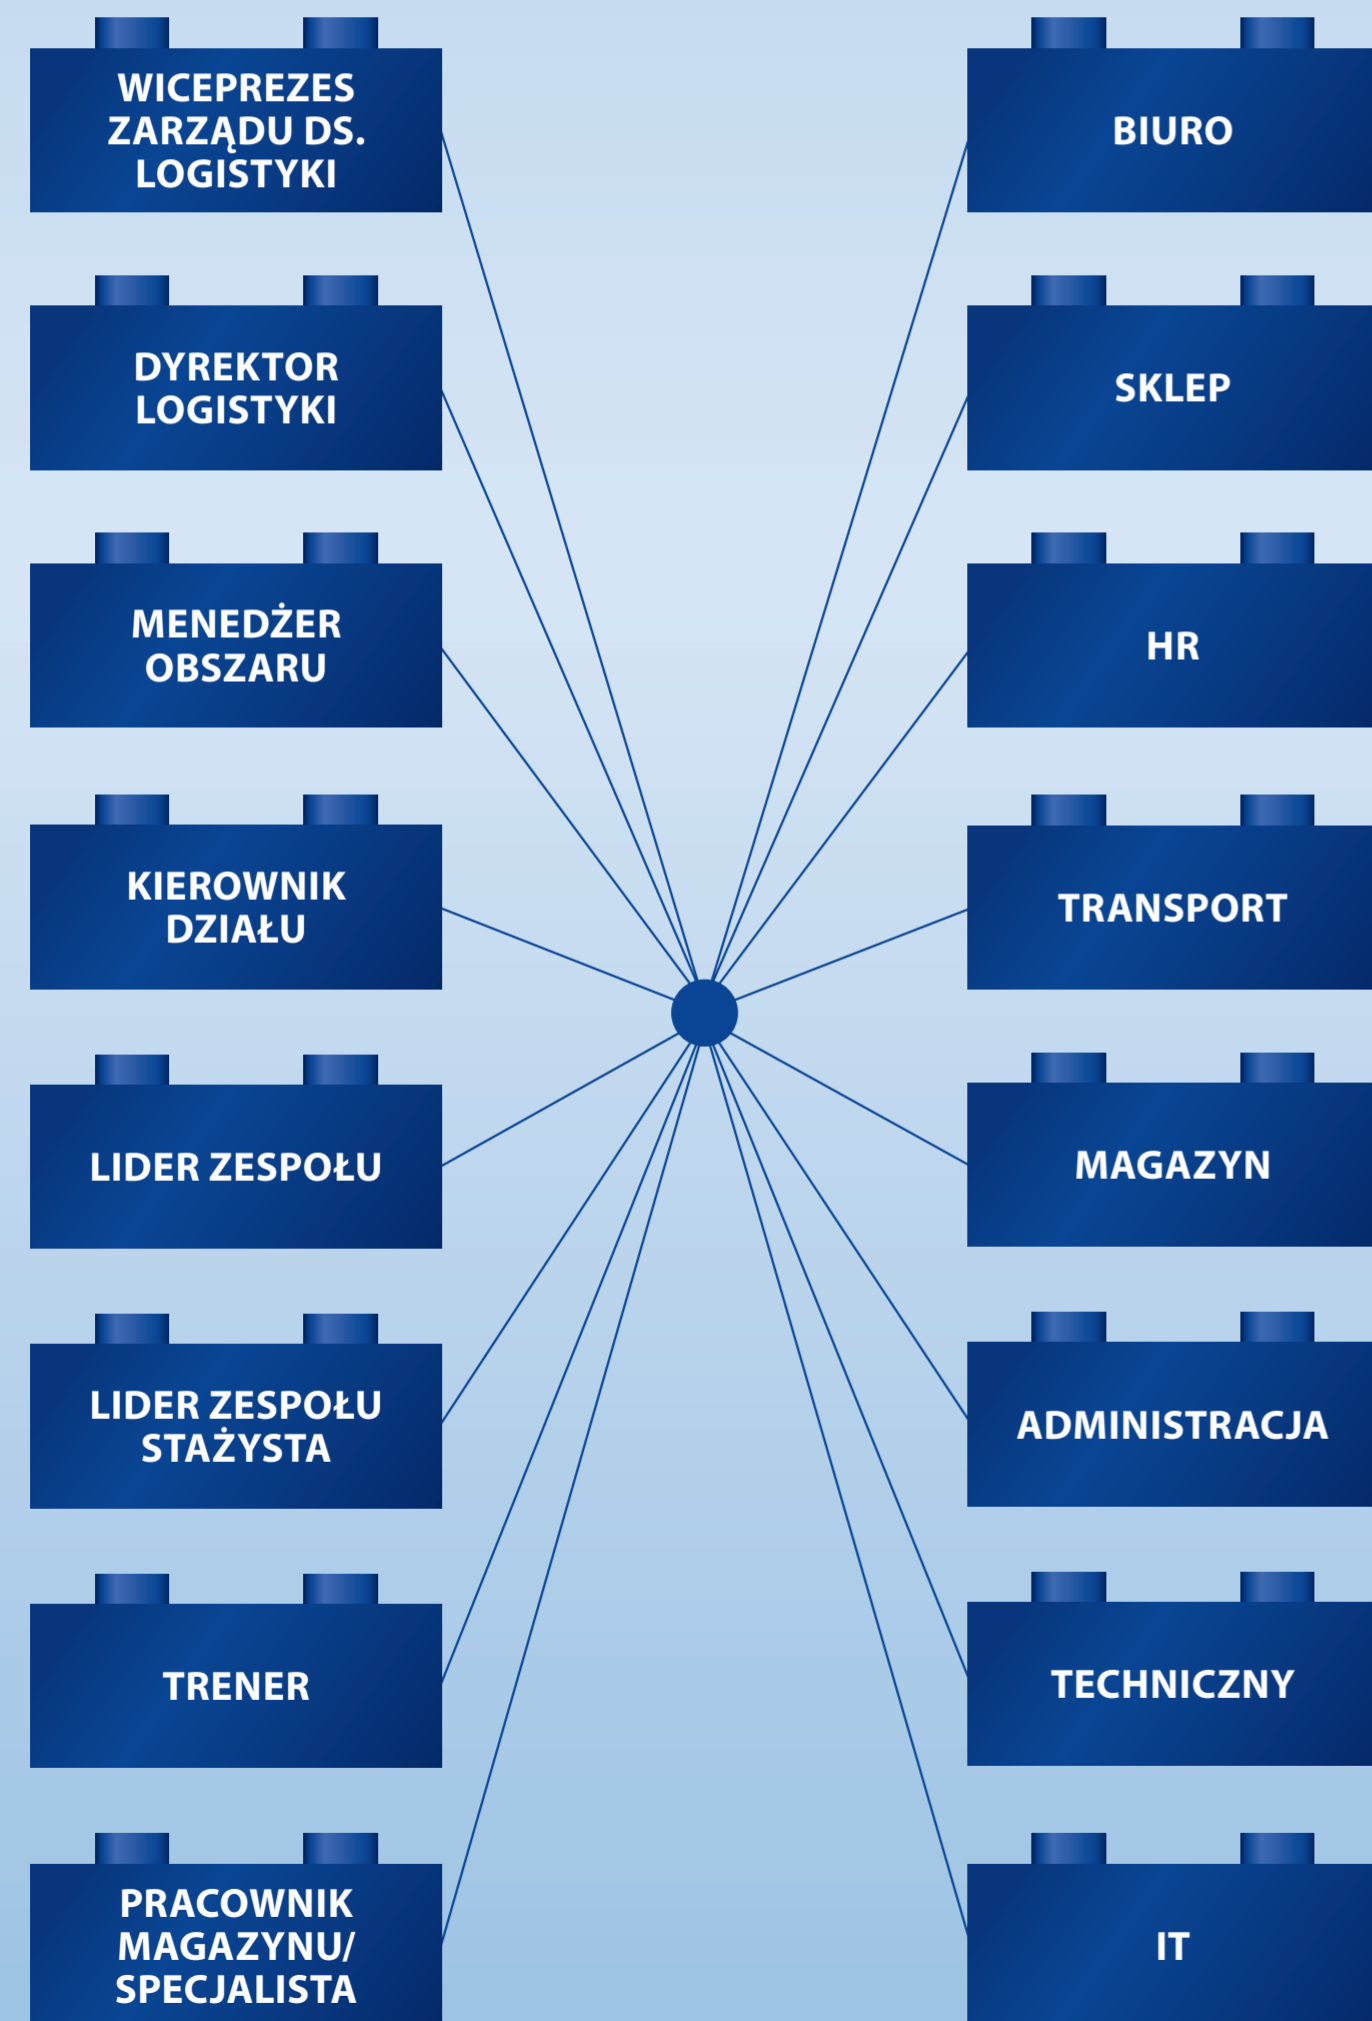 WICEPREZES
ZARZĄDU DS.
LOGISTYKI
DYREKTOR
LOGISTYKI
MENEDŻER
OBSZARU
KIEROWNIK
DZIAŁU
LIDER ZESPOŁU
LIDER ZESPOŁU
STAŻYSTA
TRENER
PRACOWNIK
MAGAZYNU/
SPECJALISTA
BIURO
SKLEP
HR
TRANSPORT
MAGAZYN
ADMINISTRACJA
TECHNICZNY
IT